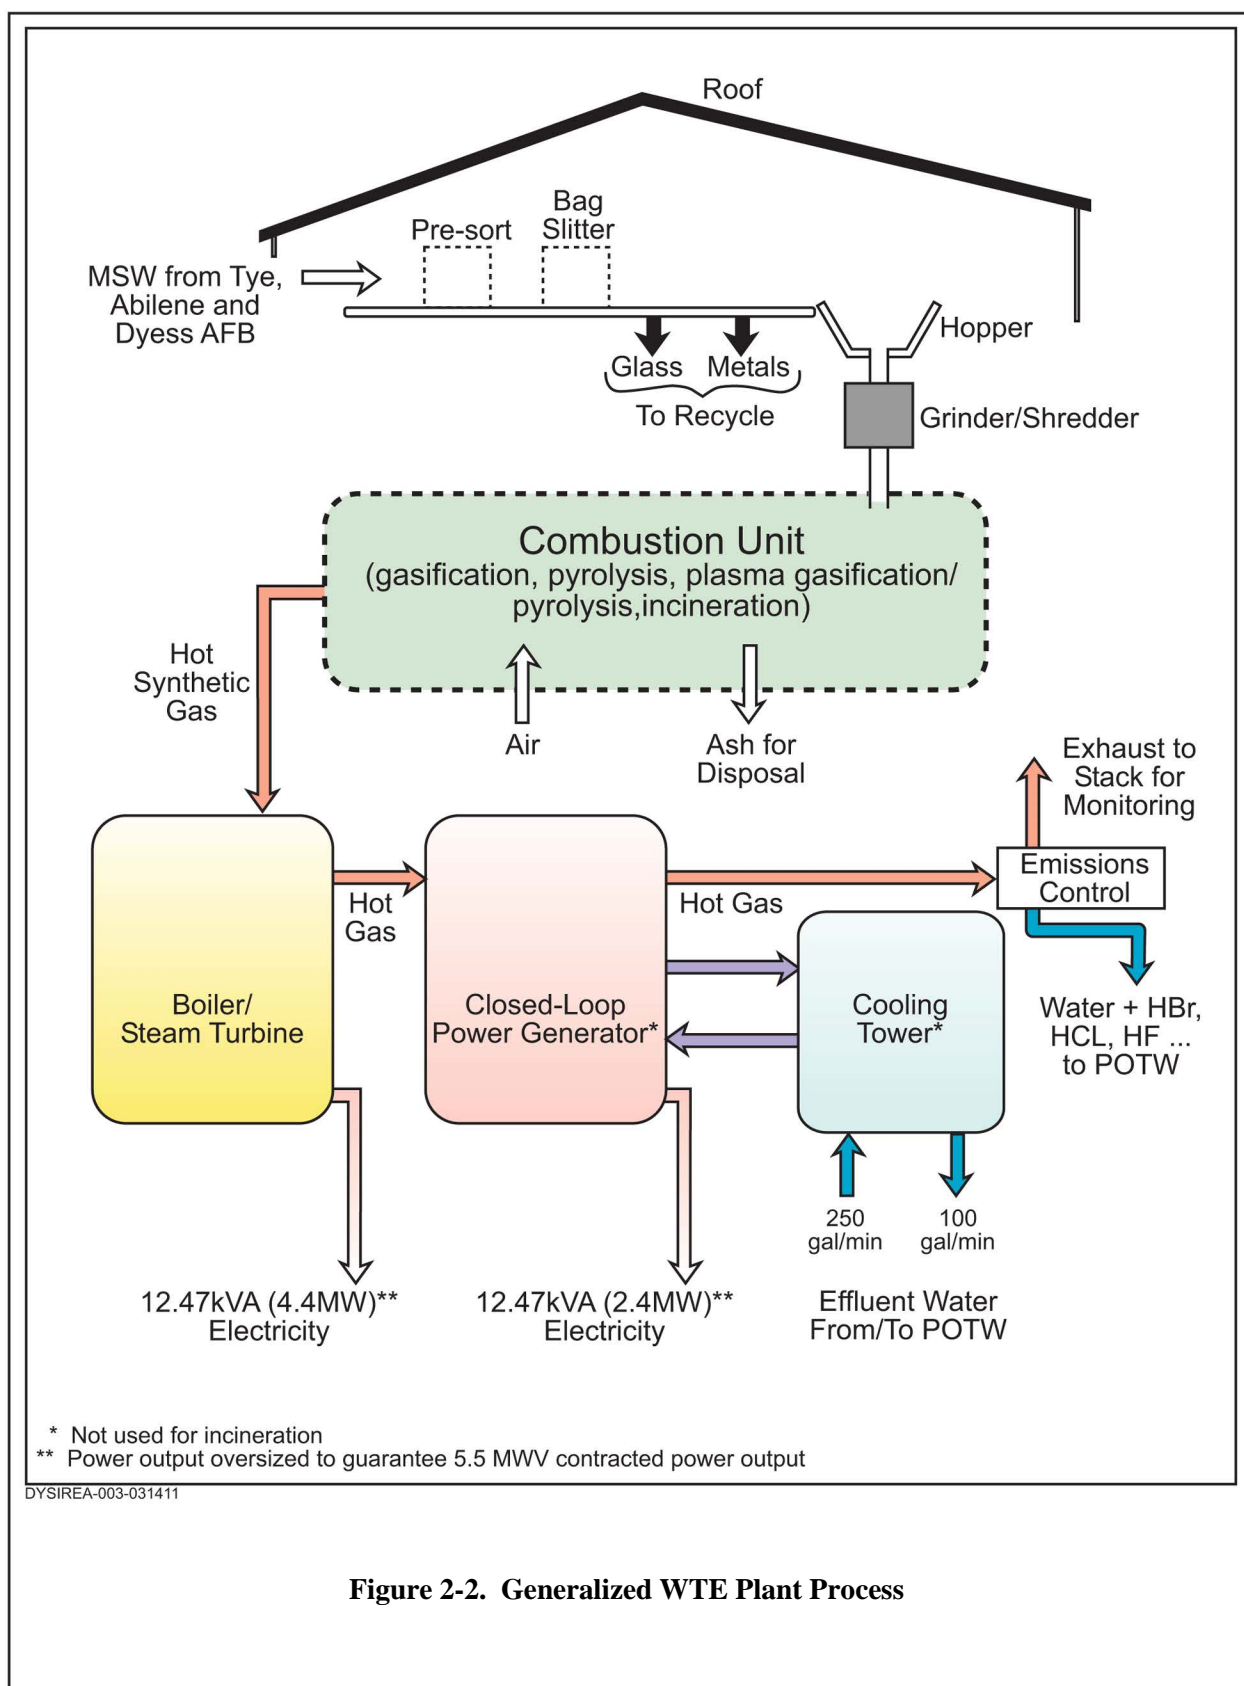 Roof
Bag
Slitter
Pre-sort
MSW from Tye,
Abilene and
Dyess AFB
Hopper
Glass
Metals
To Recycle
Grinder/Shredder
Combustion Unit
(gasification, pyrolysis, plasma gasification/
pyrolysis,incineration)
Hot
Synthetic
Gas
Air
Ash for
Disposal
Exhaust to
Stack for
Monitoring
Emissions
Control
Hot
Gas
Hot Gas
Boiler/
Steam Turbine
Closed-Loop
Power Generator*
Cooling
Tower*
Water + HBr,
HCL, HF ...
to POTW
250
gal/min
100
gal/min
12.47kVA (4.4MW)**
Electricity
12.47kVA (2.4MW)**
Electricity
Effluent Water
From/To POTW
* Not used for incineration
** Power output oversized to guarantee 5.5 MWV contracted power output
DYSIREA-003-031411
Figure 2-2. Generalized WTE Plant Process